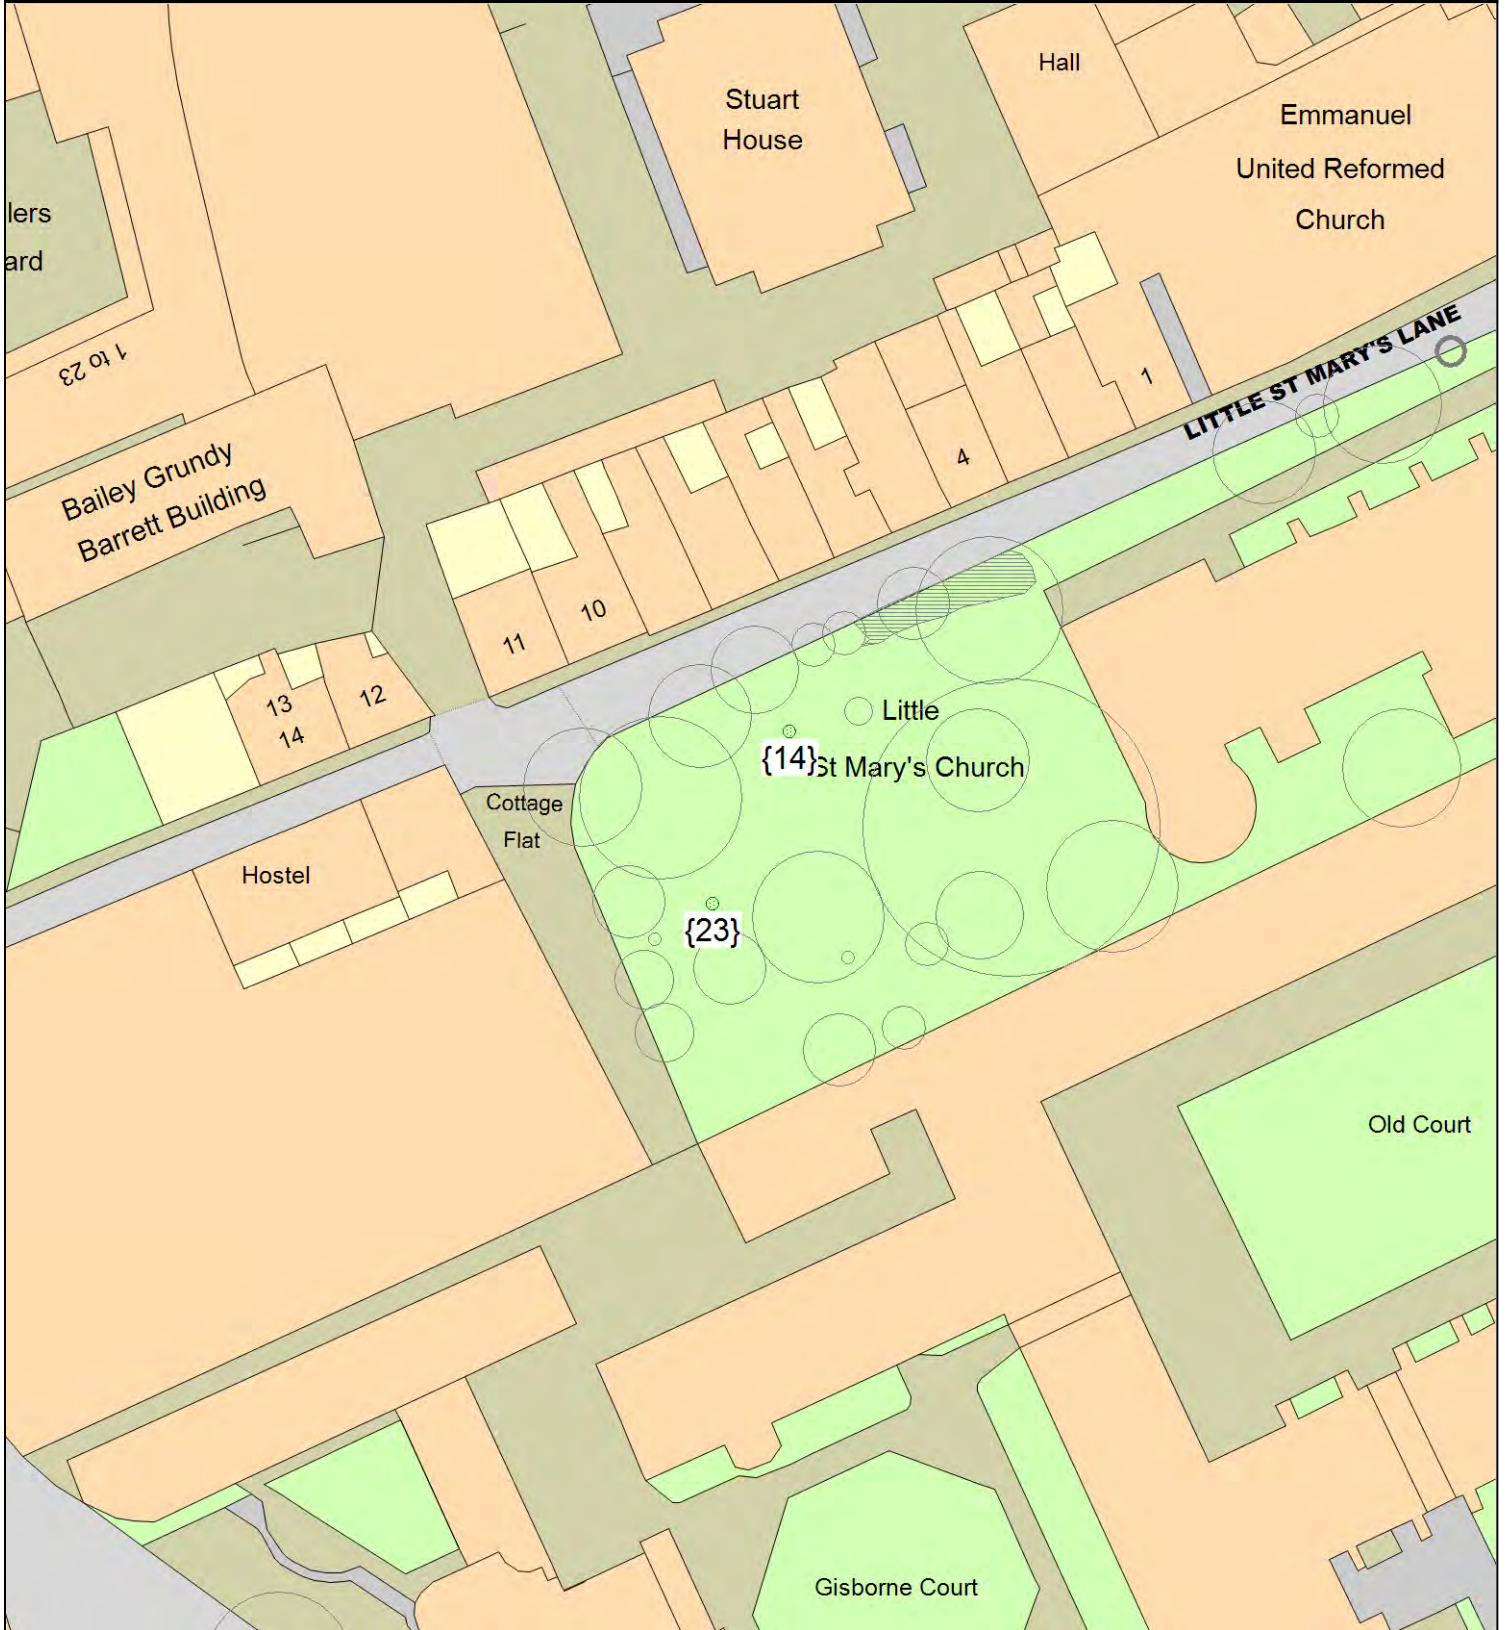 Hall
Stuart
House
Emmanuel
United Reformed
Church
lers
ard
1 to 23
LITTLE ST MARY'S LANE
1
4
Bailey Grundy
Barrett Building
10
11
12
13
14
Little
{14}
St Mary's Church
Cottage
Flat
Hostel
{23}
Old Court
Gisborne Court